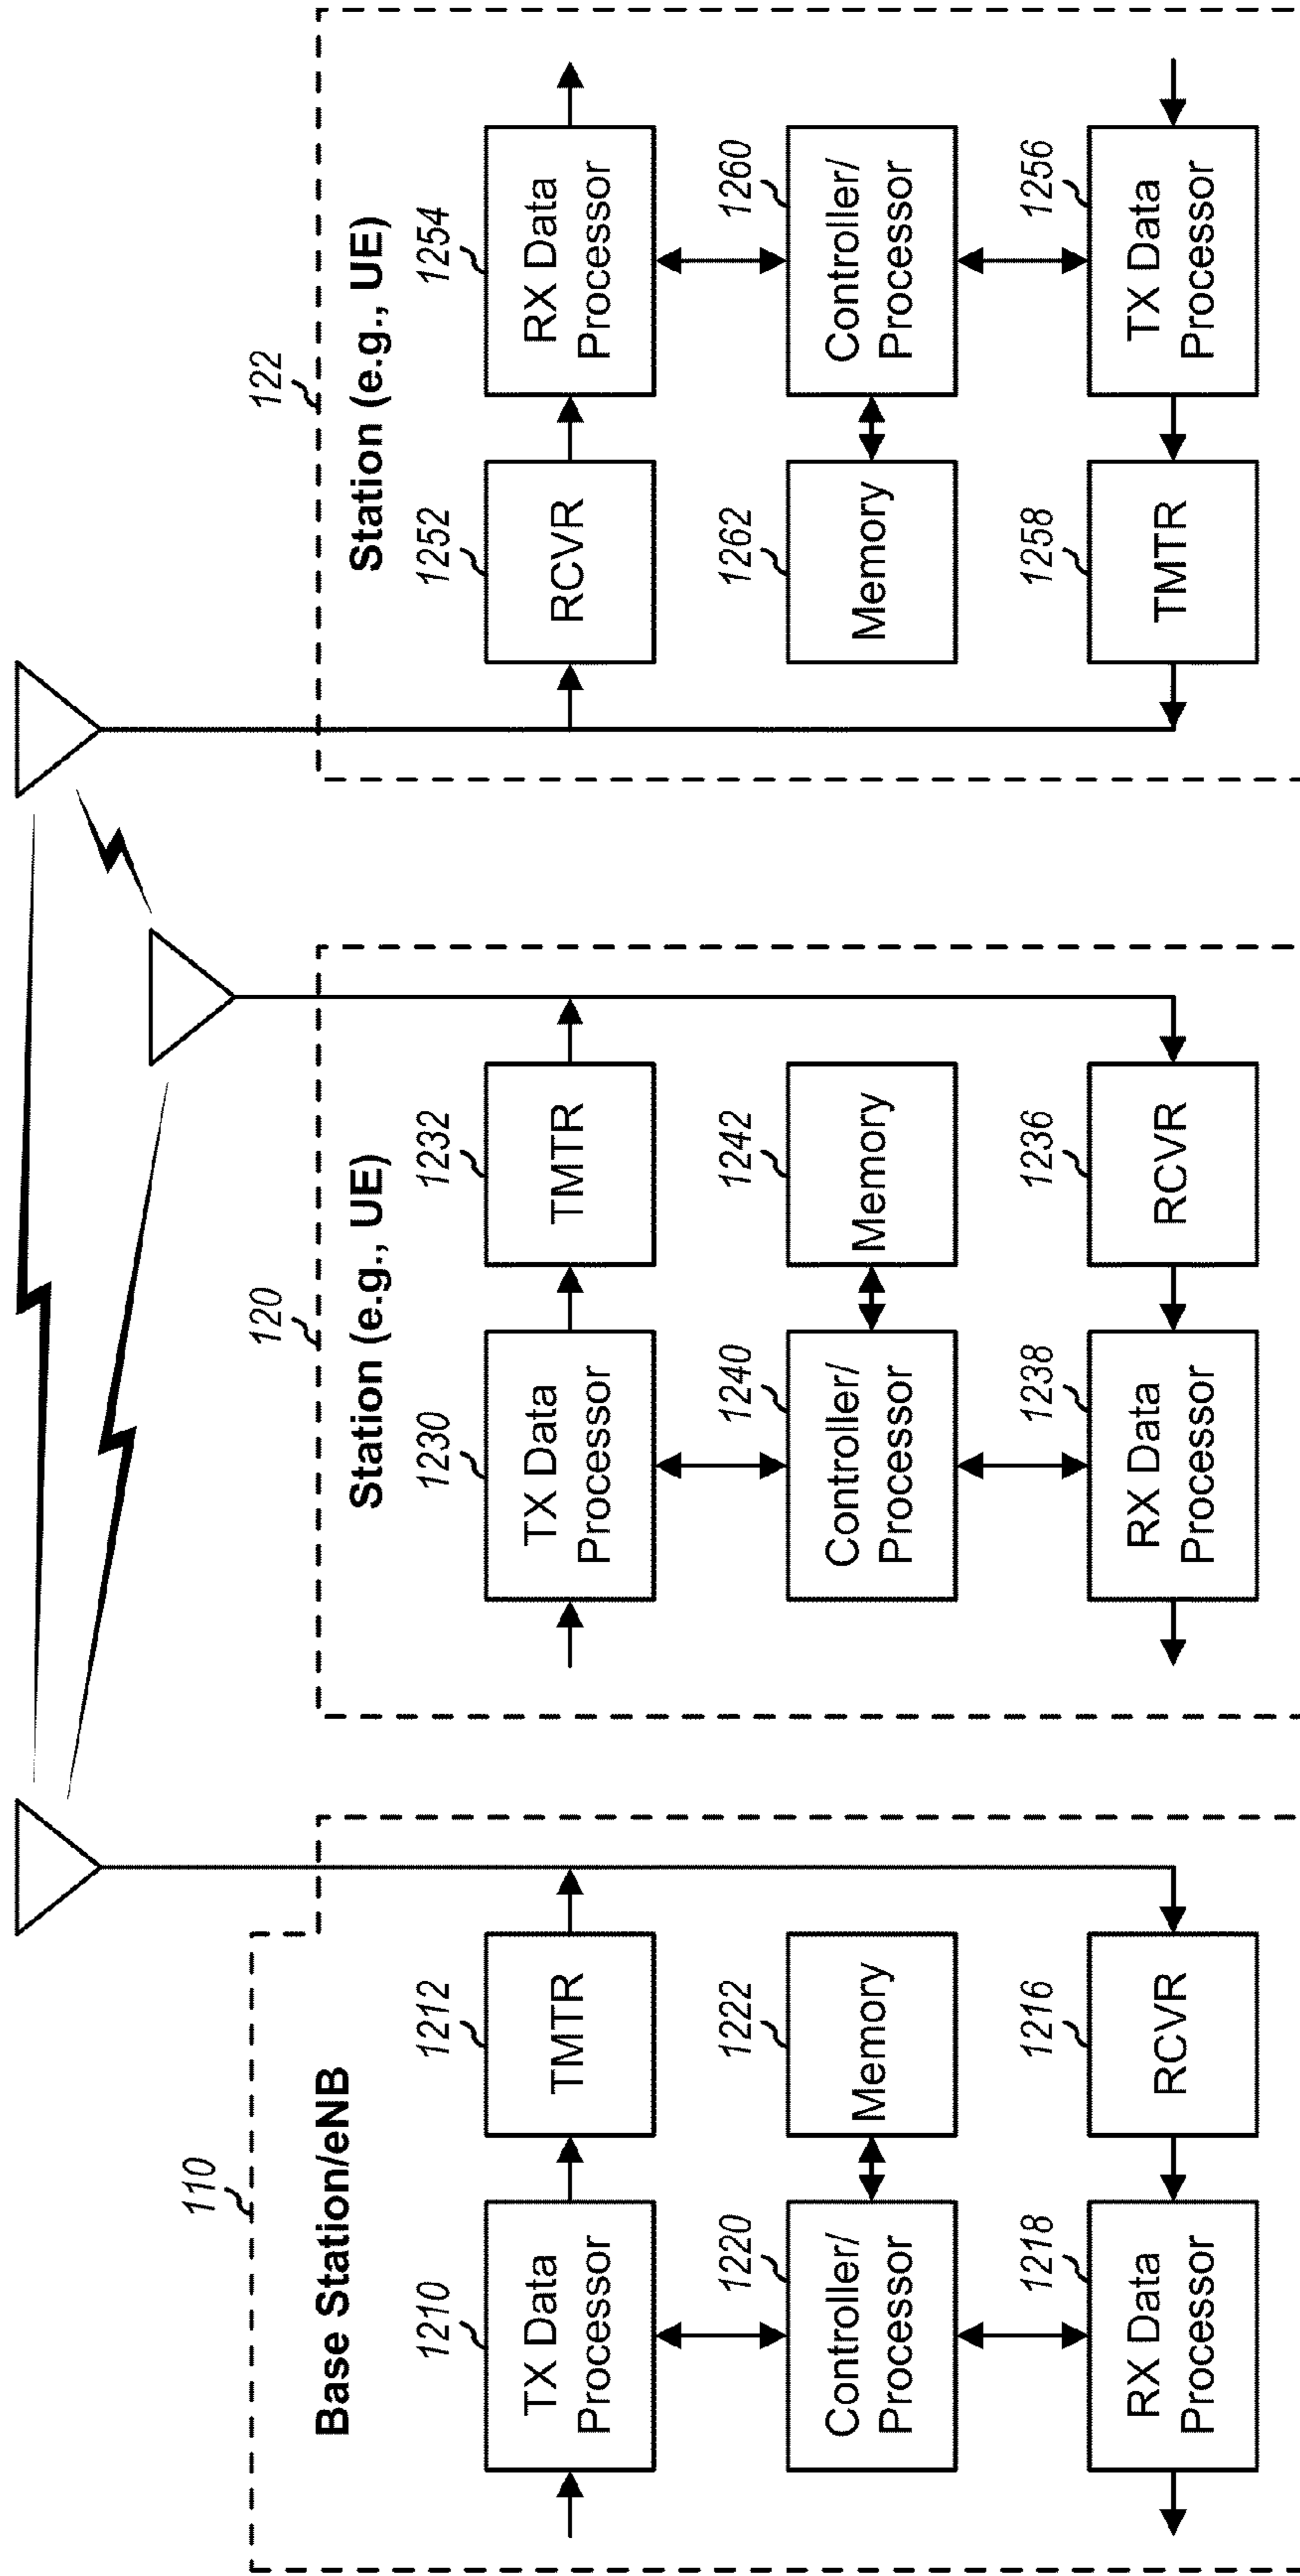 110
Base Station/eNB
1210
TX Data
Processor
1212
TMTR
1220
Controller/
Processor
1222
Memory
1218
RX Data
Processor
1216
RCVR
120
Station (e.g., UE)
1230
TX Data
Processor
1232
TMTR
1240
Controller/
Processor
1242
Memory
1238
RX Data
Processor
1236
RCVR
122
Station (e.g., UE)
1252
RCVR
1254
RX Data
Processor
1262
Memory
1260
Controller/
Processor
1258
TMTR
1256
TX Data
Processor